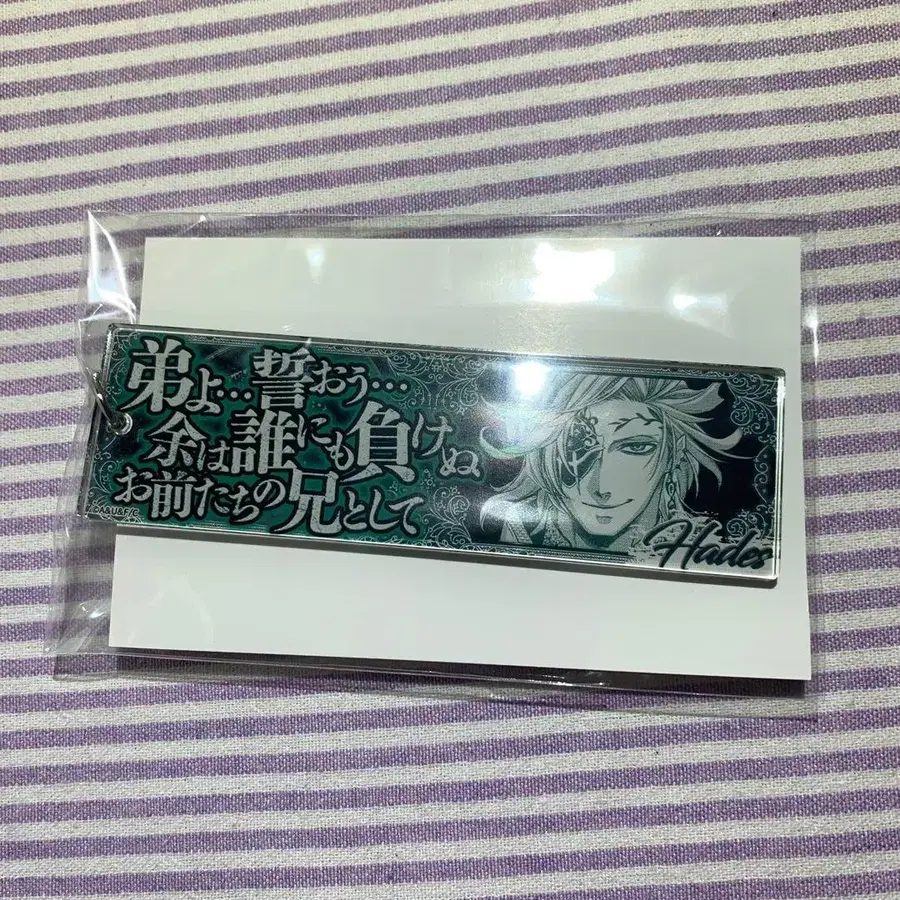 弟よ…誓おう…
余は誰にも負けぬ
お前たちの兄として
©A&U&F/C
Hades